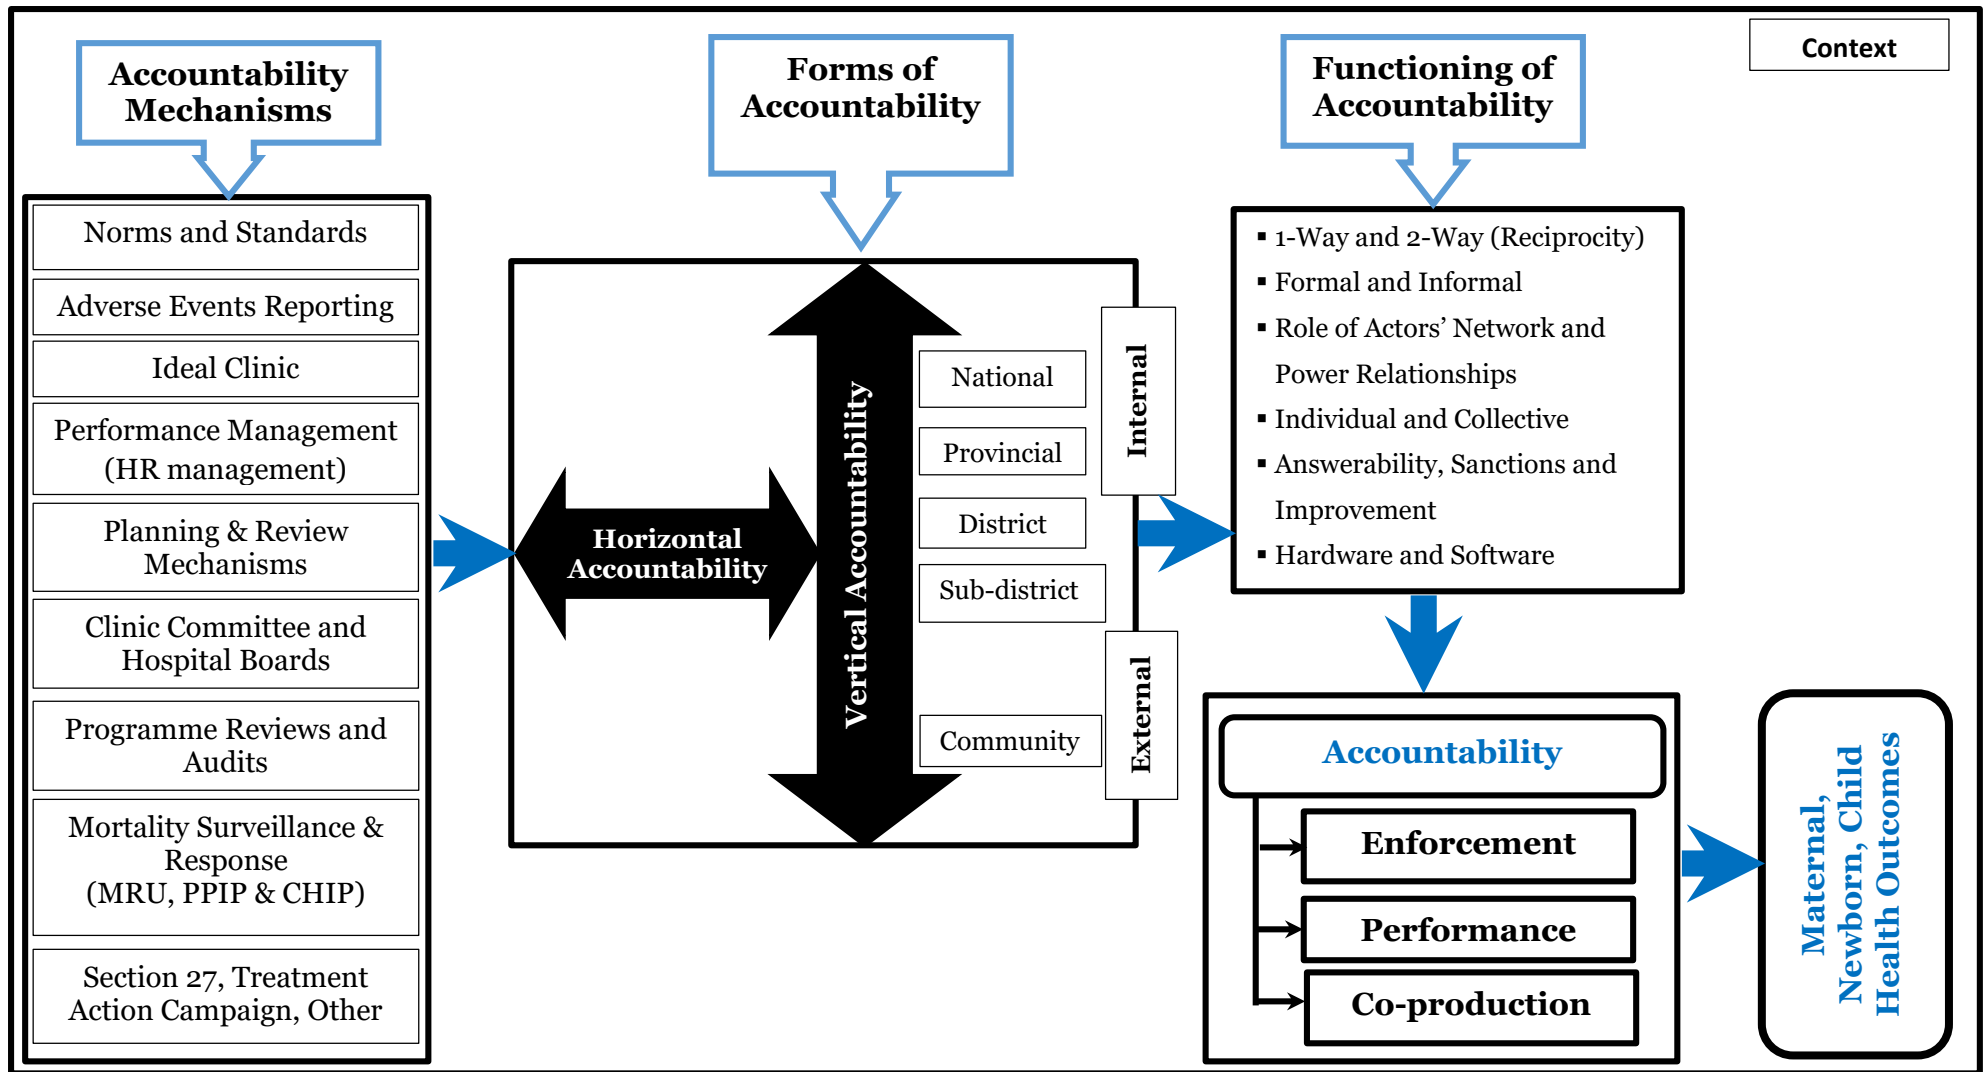 Context
Accountability
Mechanisms
Norms and Standards
Adverse Events Reporting
Ideal Clinic
Performance Management
(HR management)
Planning & Review
Mechanisms
Clinic Committee and
Hospital Boards
Programme Reviews and
Audits
Mortality Surveillance &
Response
(MRU, PPIP & CHIP)
Section 27, Treatment
Action Campaign, Other
Forms of
Accountability
Horizontal
Accountability
Vertical Accountability
National
Provincial
District
Sub-district
Community
Internal
External
Functioning of
Accountability
▪ 1-Way and 2-Way (Reciprocity)
▪ Formal and Informal
▪ Role of Actors’ Network and
Power Relationships
▪ Individual and Collective
▪ Answerability, Sanctions and
Improvement
▪ Hardware and Software
Accountability
Enforcement
Performance
Co-production
Maternal,
Newborn, Child
Health Outcomes